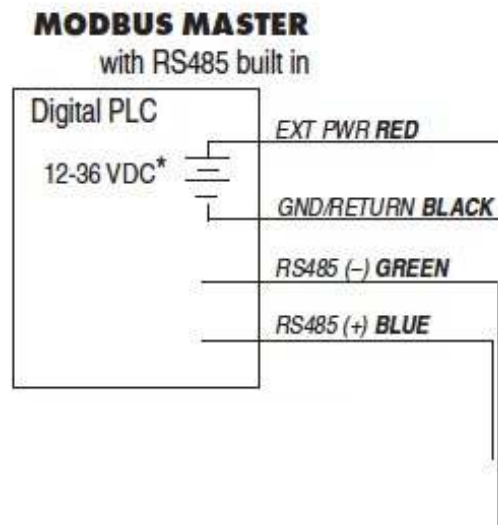 MODBUS MASTER
with RS485 built in
Digital PLC
12-36 VDC*
EXT PWR RED
GND/RETURN BLACK
RS485 (–) GREEN
RS485 (+) BLUE